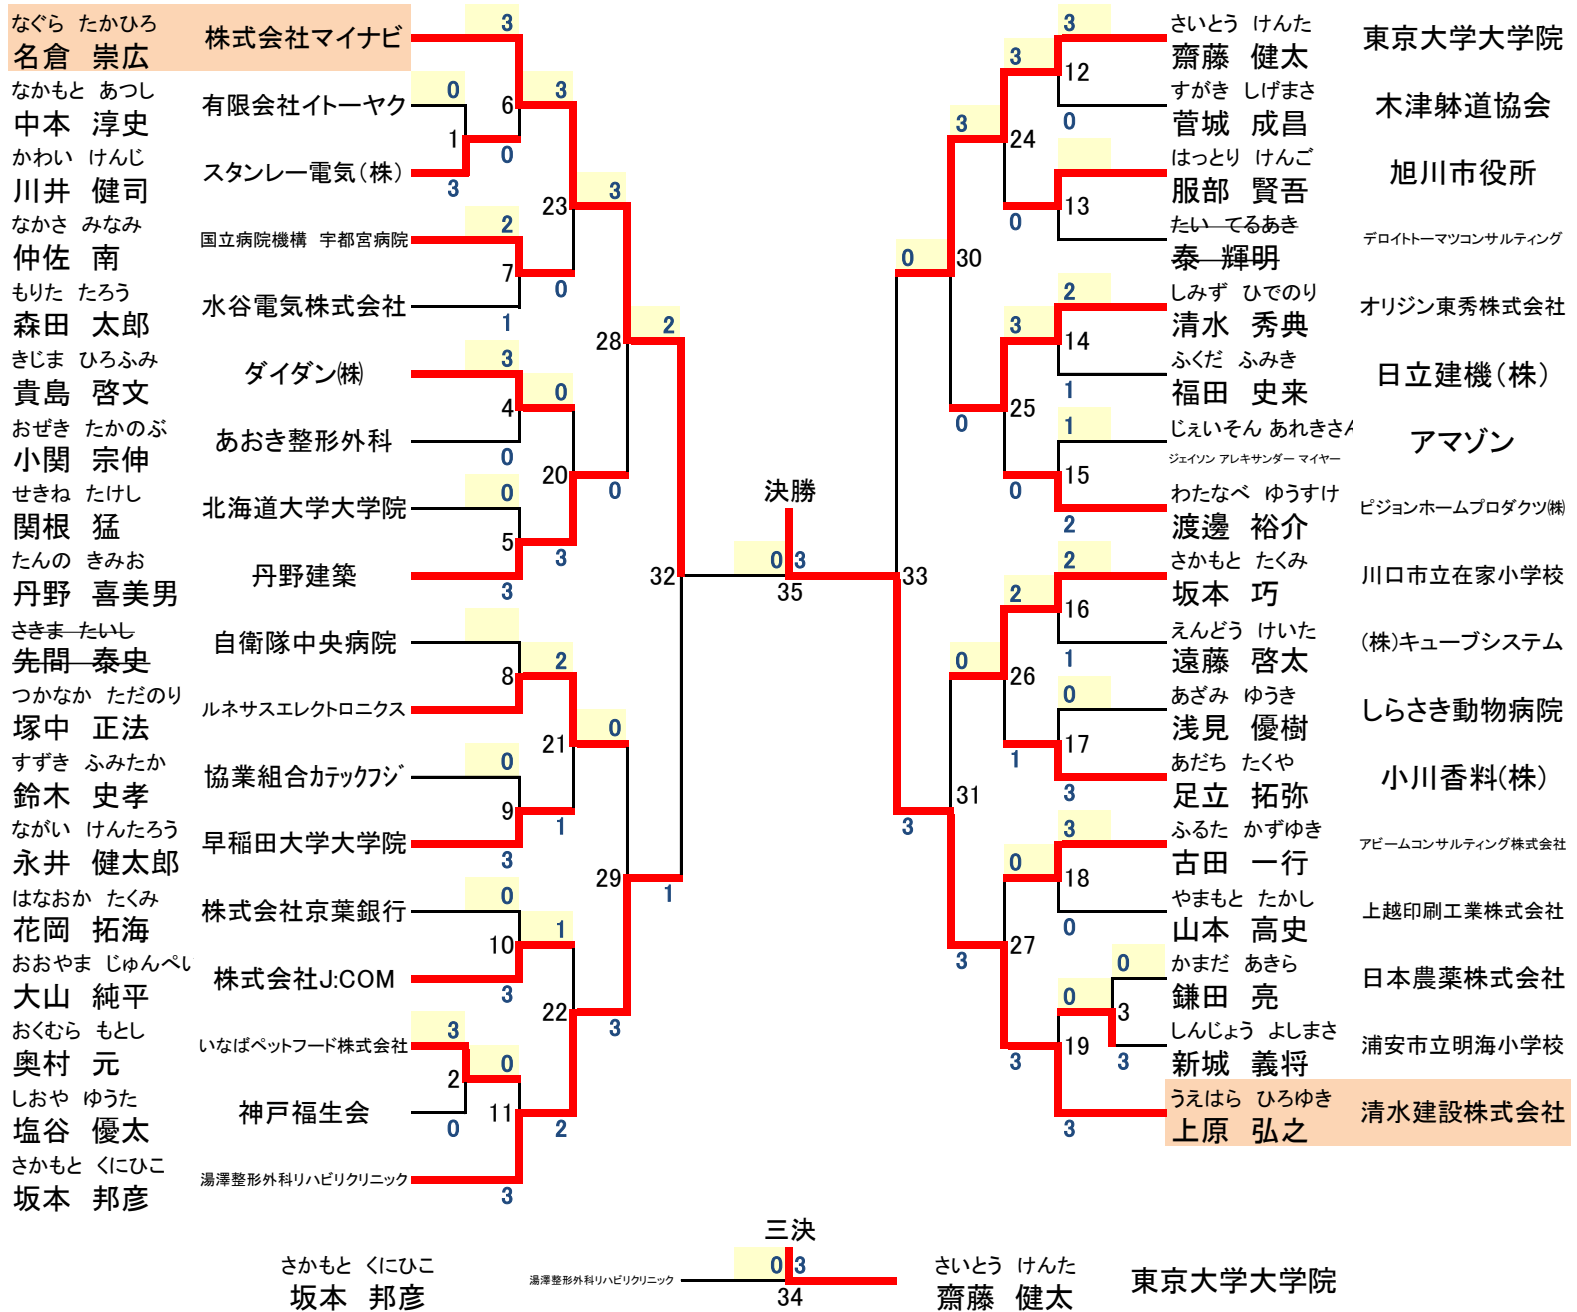 なぐら　たかひろ
名倉　崇広
株式会社マイナビ
3
なかもと　あつし
中本　淳史
有限会社イトーヤク
0
1
6
3
0
かわい　けんじ
川井　健司
スタンレー電気（株）
3
23
3
なかさ　みなみ
仲佐　南
国立病院機構　宇都宮病院
2
7
0
もりた　たろう
森田　太郎
水谷電気株式会社
1
28
2
きじま　ひろふみ
貴島　啓文
ダイダン㈱
3
4
0
おぜき　たかのぶ
小関　宗伸
あおき整形外科
0
20
0
せきね　たけし
関根　猛
北海道大学大学院
0
5
3
たんの　きみお
丹野　喜美男
丹野建築
3
32
さきま　たいし
先間　泰史
自衛隊中央病院
8
2
つかなか　ただのり
塚中　正法
ルネサスエレクトロニクス
21
0
すずき　ふみたか
鈴木　史孝
協業組合カテックフジ
0
9
1
ながい　けんたろう
永井　健太郎
早稲田大学大学院
3
29
1
はなおか　たくみ
花岡　拓海
株式会社京葉銀行
0
10
1
おおやま　じゅんぺい
大山　純平
株式会社J:COM
3
22
3
おくむら　もとし
奥村　元
いなばペットフード株式会社
3
2
0
しおや　ゆうた
塩谷　優太
神戸福生会
0
11
2
さかもと　くにひこ
坂本　邦彦
湯澤整形外科リハビリクリニック
3
決勝
0 3
35
さいとう　けんた
齋藤　健太
東京大学大学院
3
3
12
すがき　しげまさ
菅城　成昌
木津躰道協会
0
3
24
はっとり　けんご
服部　賢吾
旭川市役所
13
0
たい　てるあき
泰　輝明
デロイトトーマツコンサルティング
0
30
しみず　ひでのり
清水　秀典
オリジン東秀株式会社
2
3
14
ふくだ　ふみき
福田　史来
日立建機（株）
1
0
25
じぇいそん あれきさん
ジェイソン アレキサンダー マイヤー
アマゾン
1
15
0
わたなべ　ゆうすけ
渡邊　裕介
ピジョンホームプロダクツ㈱
2
33
さかもと　たくみ
坂本　巧
川口市立在家小学校
2
2
16
えんどう　けいた
遠藤　啓太
(株)キューブシステム
1
0
26
あざみ　ゆうき
浅見　優樹
しらさき動物病院
0
17
1
あだち　たくや
足立　拓弥
小川香料(株)
3
31
3
ふるた　かずゆき
古田　一行
アビームコンサルティング株式会社
3
0
18
やまもと　たかし
山本　高史
上越印刷工業株式会社
0
27
3
かまだ　あきら
鎌田　亮
日本農薬株式会社
0
0
3
しんじょう　よしまさ
新城　義将
浦安市立明海小学校
3
19
3
うえはら　ひろゆき
上原　弘之
清水建設株式会社
3
三決
さかもと　くにひこ
坂本　邦彦
湯澤整形外科リハビリクリニック
0 3
34
さいとう　けんた
齋藤　健太
東京大学大学院